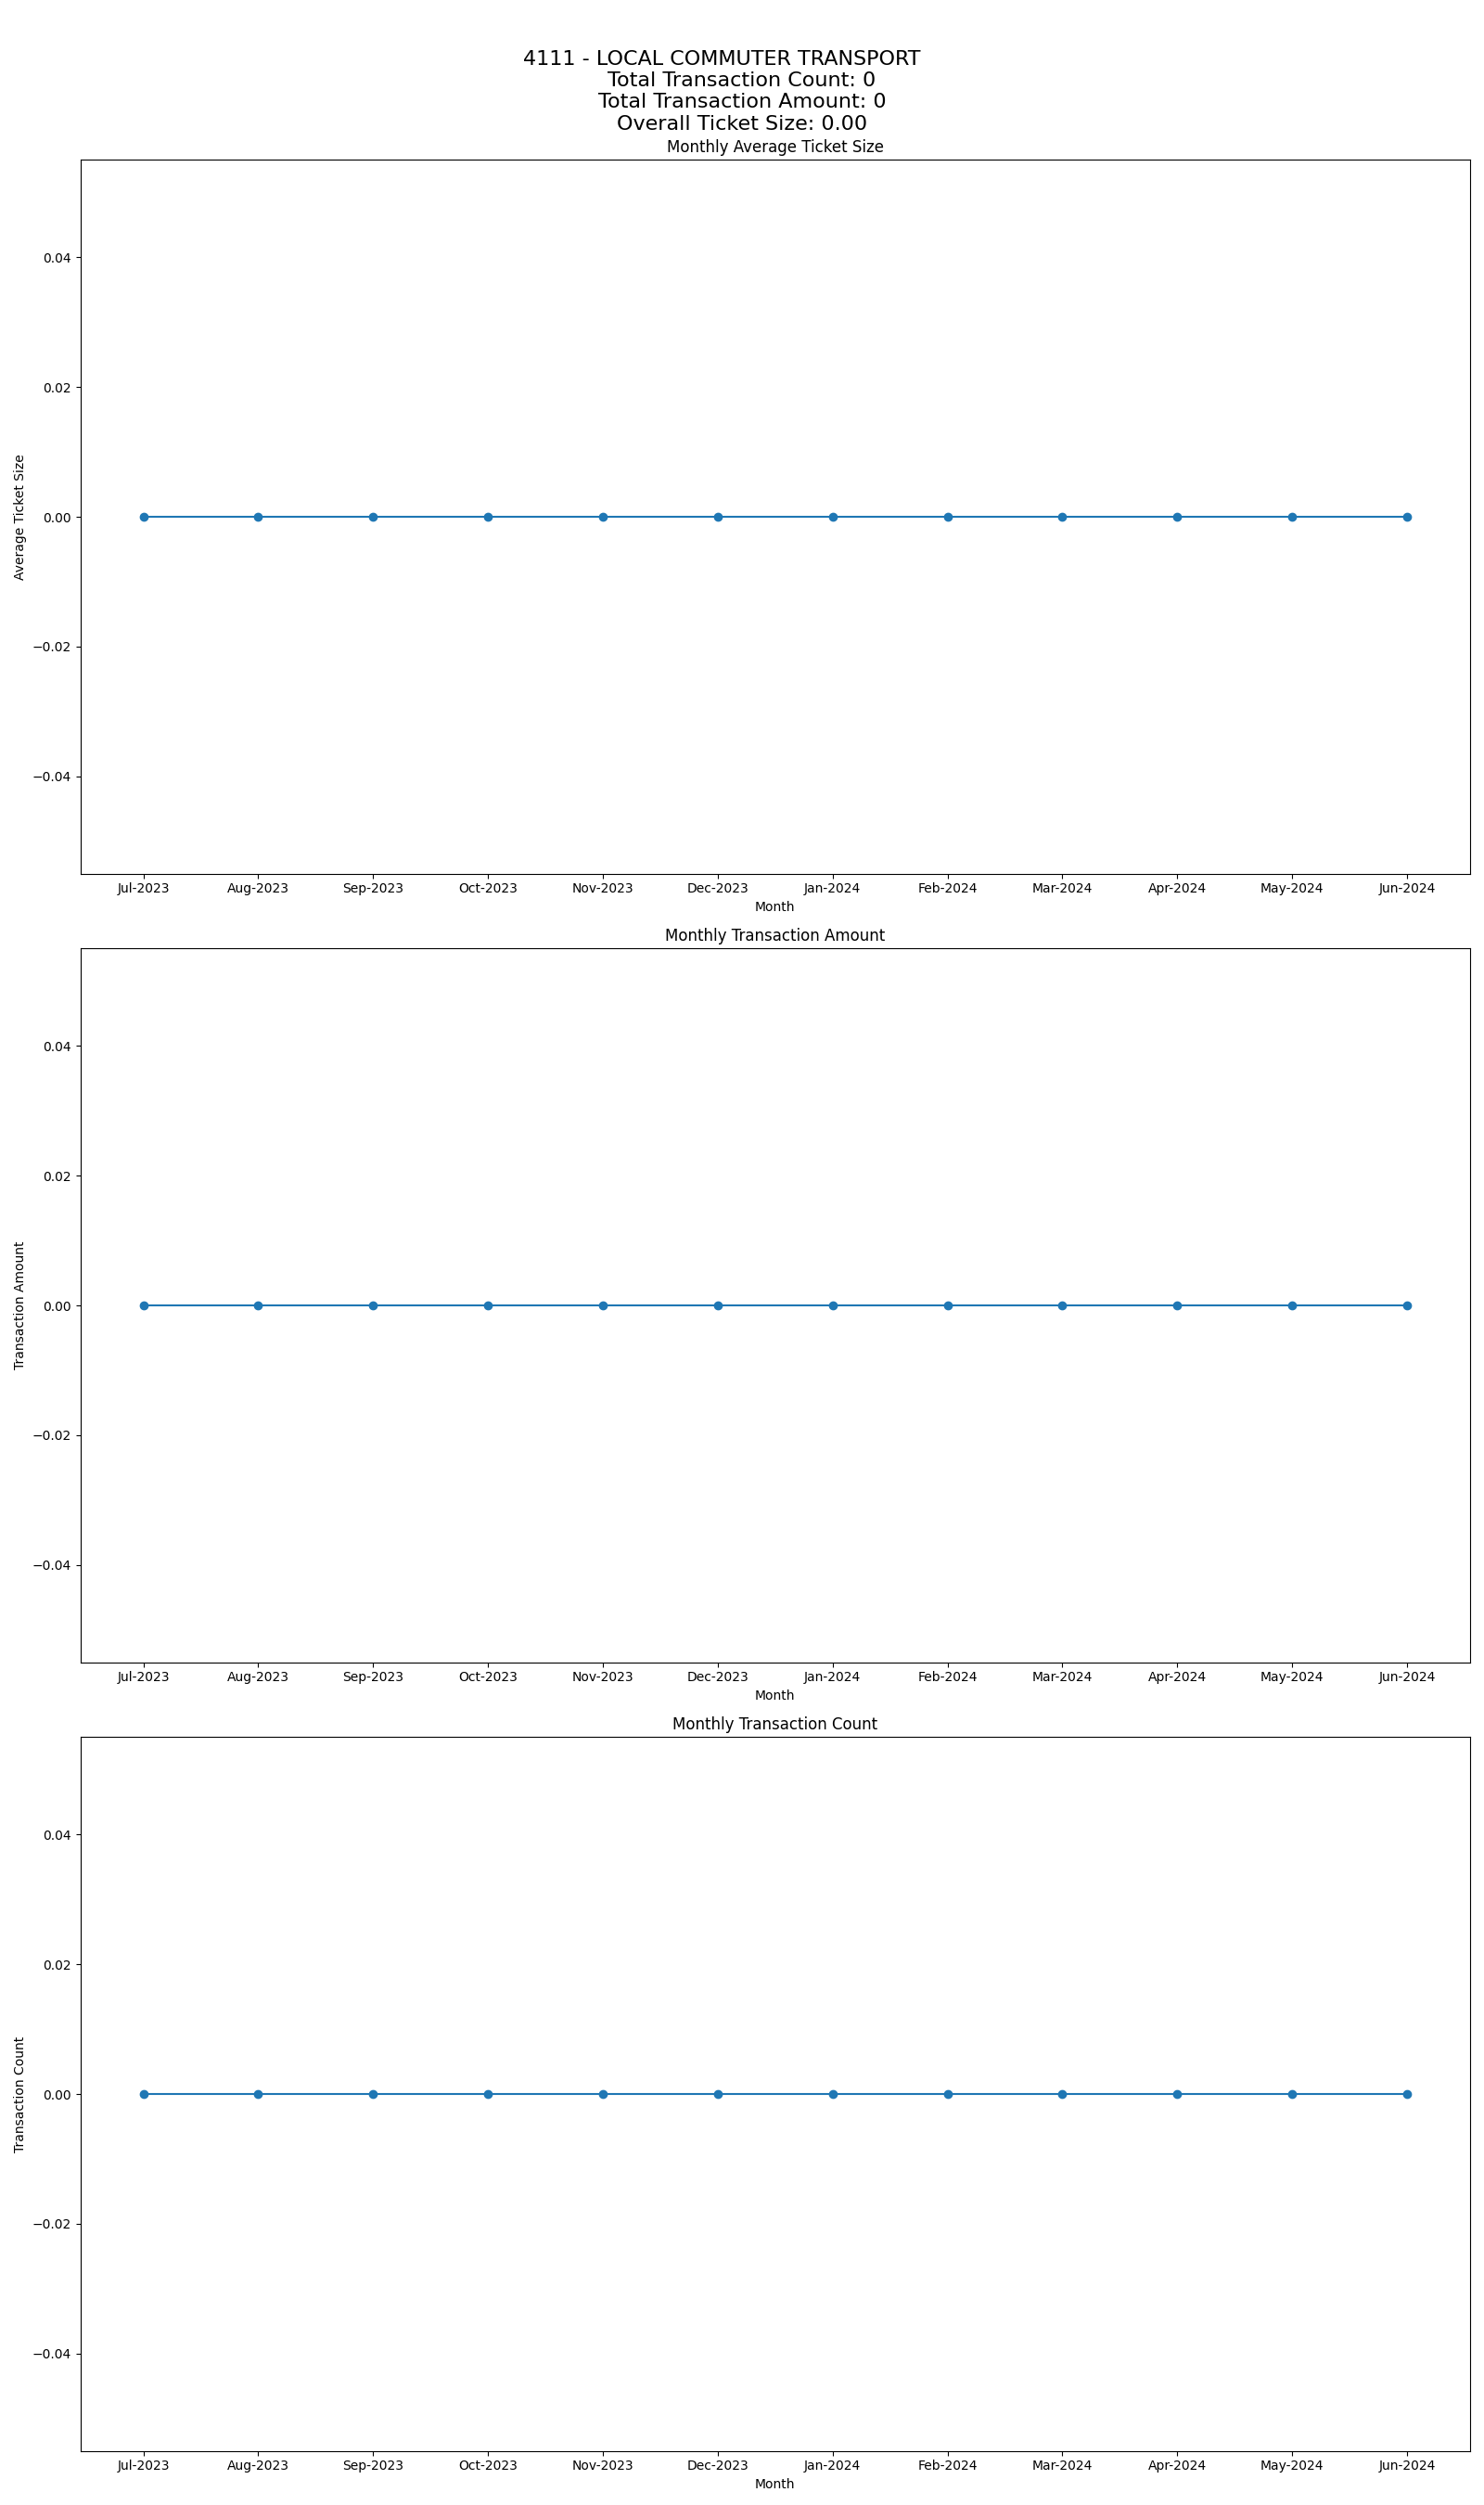 4111 - LOCAL COMMUTER TRANSPORT
Total Transaction Count: 0
Total Transaction Amount: 0
Overall Ticket Size: 0.00
Monthly Average Ticket Size
0.04
0.02
0.00
−0.02
−0.04
Average Ticket Size
Jul-2023 Aug-2023 Sep-2023 Oct-2023 Nov-2023 Dec-2023 Jan-2024 Feb-2024 Mar-2024 Apr-2024 May-2024 Jun-2024
Month
Monthly Transaction Amount
0.04
0.02
0.00
−0.02
−0.04
Transaction Amount
Jul-2023 Aug-2023 Sep-2023 Oct-2023 Nov-2023 Dec-2023 Jan-2024 Feb-2024 Mar-2024 Apr-2024 May-2024 Jun-2024
Month
Monthly Transaction Count
0.04
0.02
0.00
−0.02
−0.04
Transaction Count
Jul-2023 Aug-2023 Sep-2023 Oct-2023 Nov-2023 Dec-2023 Jan-2024 Feb-2024 Mar-2024 Apr-2024 May-2024 Jun-2024
Month